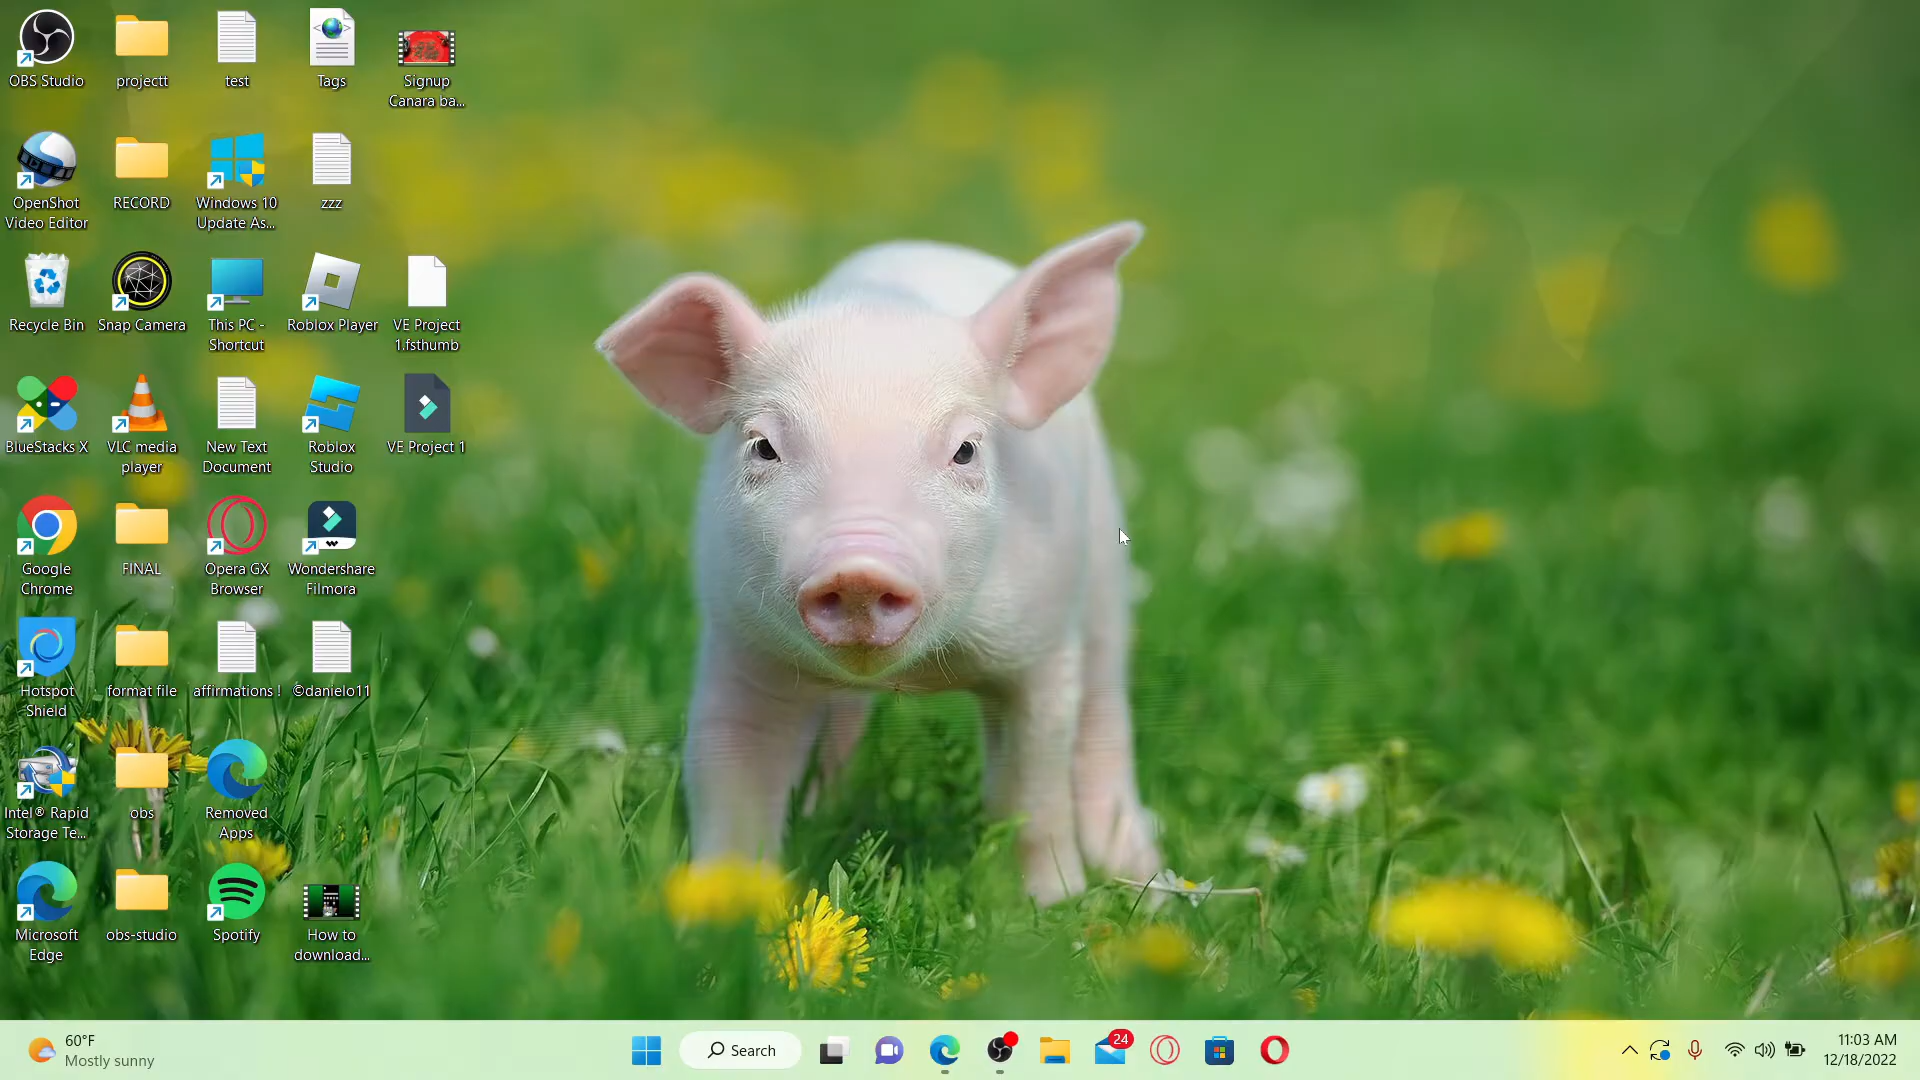 OBS Studio
projectt
test
Tags
Signup
Canara ba...
OpenShot
Video Editor
RECORD
Windows 10
Update As...
zzz
Recycle Bin
Snap Camera
This PC -
Shortcut
Roblox Player
VE Project
1.fsthumb
BlueStacks X
VLC media
player
New Text
Document
Roblox
Studio
VE Project 1
Google
Chrome
FINAL
Opera GX
Browser
Wondershare
Filmora
Hotspot
Shield
format file
affirmations !
©danielo11
Intel® Rapid
Storage Te...
obs
Removed
Apps
Microsoft
Edge
obs-studio
Spotify
How to
download...
60°F
Mostly sunny
Search
24
11:03 AM
12/18/2022